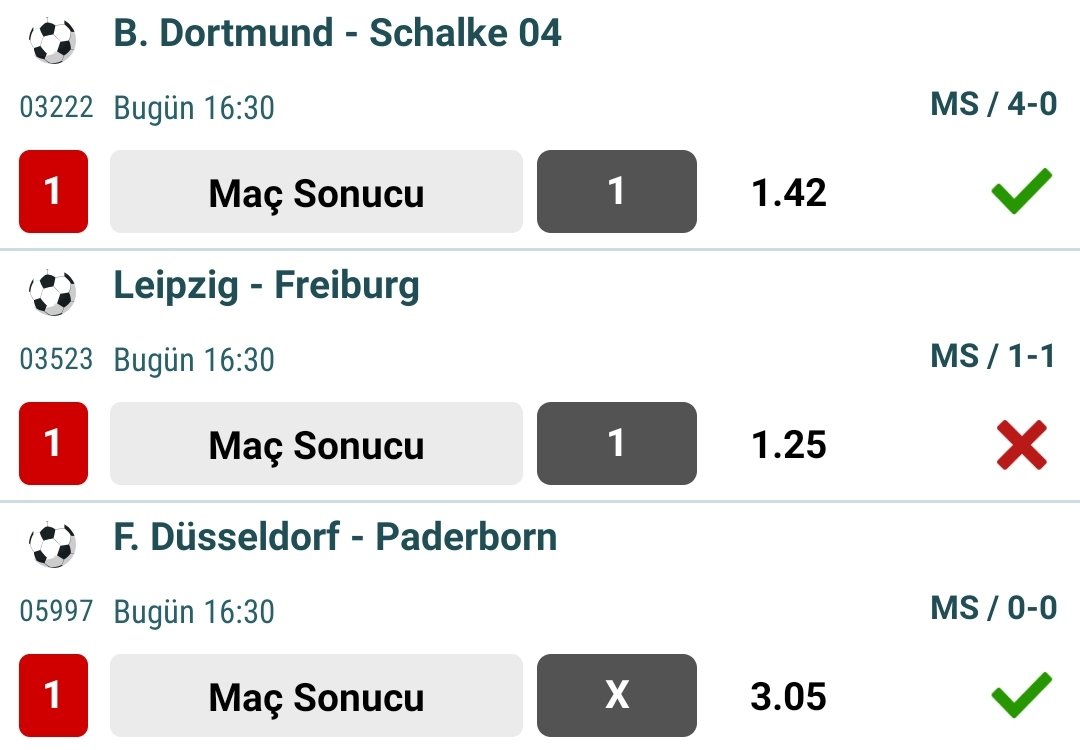 B. Dortmund - Schalke 04
03222 Bugün 16:30 MS / 4-0
1 Maç Sonucu 1 1.42
Leipzig - Freiburg
03523 Bugün 16:30 MS / 1-1
1 Maç Sonucu 1 1.25
F. Düsseldorf - Paderborn
05997 Bugün 16:30 MS / 0-0
1 Maç Sonucu X 3.05